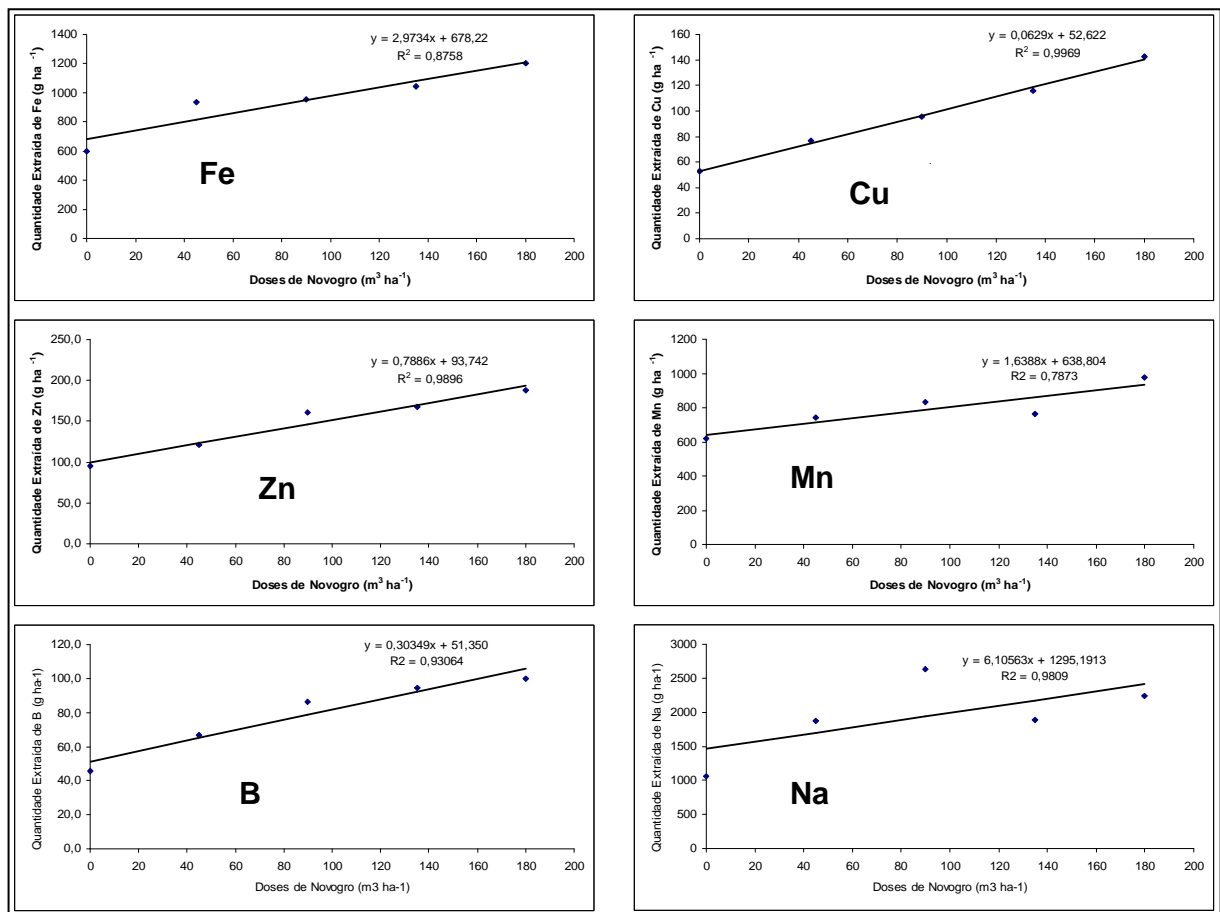 Quantidade Extraída de Fe (g ha ⁻¹)
1400
1200
1000
800
600
400
200
0
y = 2,9734x + 678,22
R² = 0,8758
Fe
0 20 40 60 80 100 120 140 160 180 200
Doses de Novogro (m³ ha⁻¹)
Quantidade Extraída de Cu (g ha ⁻¹)
160
140
120
100
80
60
40
20
0
y = 0,0629x + 52,622
R² = 0,9969
Cu
0 20 40 60 80 100 120 140 160 180 200
Doses de Novogro (m³ ha⁻¹)
Quantidade Extraída de Zn (g ha ⁻¹)
250,0
200,0
150,0
100,0
50,0
0,0
y = 0,7886x + 93,742
R² = 0,9896
Zn
0 20 40 60 80 100 120 140 160 180 200
Doses de Novogro (m³ ha⁻¹)
Quantidade Extraída de Mn (g ha ⁻¹)
1200
1000
800
600
400
200
0
y = 1,6388x + 638,804
R2 = 0,7873
Mn
0 20 40 60 80 100 120 140 160 180 200
Doses de Novogro (m³ ha⁻¹)
Quantidade Extraída de B (g ha-1)
120,0
100,0
80,0
60,0
40,0
20,0
0,0
y = 0,30349x + 51,350
R2 = 0,93064
B
0 20 40 60 80 100 120 140 160 180 200
Doses de Novogro (m3 ha-1)
Quantidade Extraída de Na (g ha-1)
3000
2500
2000
1500
1000
500
0
y = 6,10563x + 1295,1913
R2 = 0,9809
Na
0 20 40 60 80 100 120 140 160 180 200
Doses de Novogro (m3 ha-1)